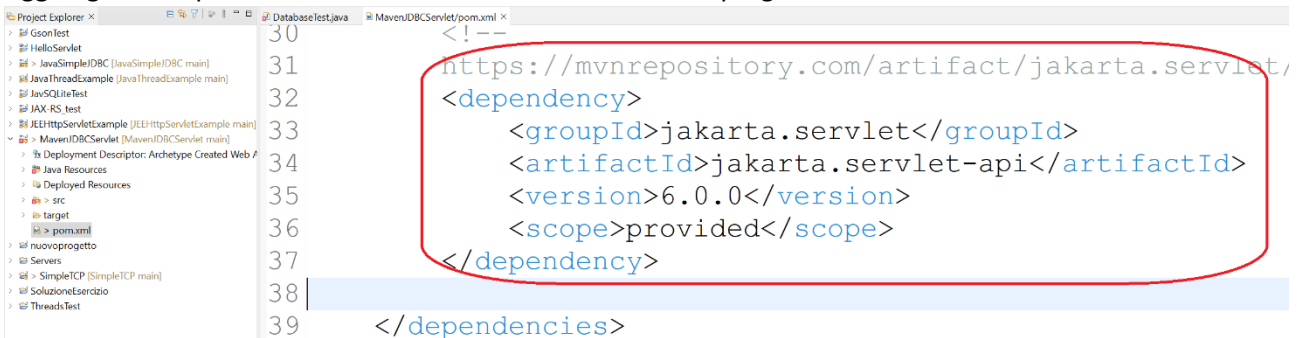 Project Explorer ×
GsonTest
HelloServlet
> JavaSimpleJDBC [JavaSimpleJDBC main]
JavaThreadExample [JavaThreadExample main]
JavSQLiteTest
JAX-RS_test
JEEHttpServletExample [JEEHttpServletExample main]
> MavenJDBCServlet [MavenJDBCServlet main]
Deployment Descriptor: Archetype Created Web A
Java Resources
Deployed Resources
> src
target
> pom.xml
nuovoprogetto
Servers
> SimpleTCP [SimpleTCP main]
SoluzioneEsercizio
ThreadsTest
DatabaseTest.java MavenJDBCServlet/pom.xml ×
30 <!--
31 https://mvnrepository.com/artifact/jakarta.servlet/
32 <dependency>
33 <groupId>jakarta.servlet</groupId>
34 <artifactId>jakarta.servlet-api</artifactId>
35 <version>6.0.0</version>
36 <scope>provided</scope>
37 </dependency>
38
39 </dependencies>